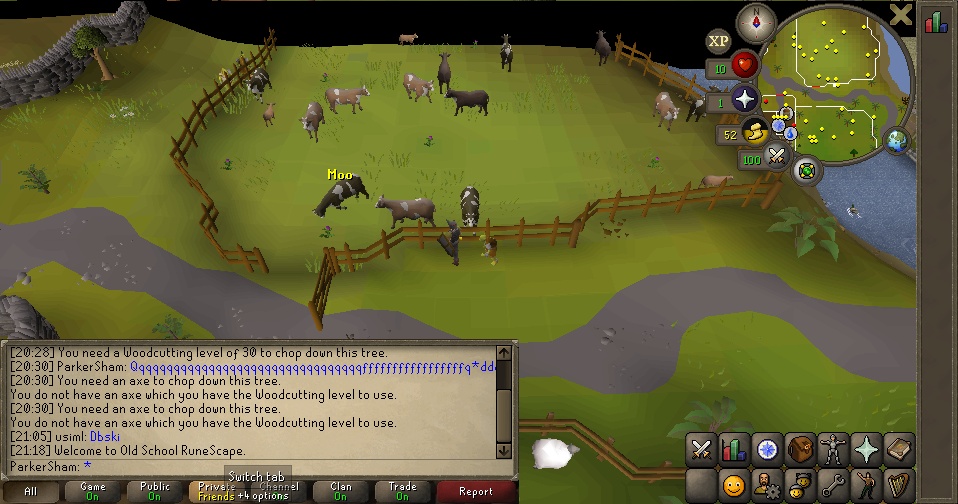 N
XP
10
1
52
100
Moo
[20:28] You need a Woodcutting level of 30 to chop down this tree.
[20:30] ParkerSham: Qqqqqqqqqqqqqqqqqqqqqqqqqqqqqqqqqfffffffffffffffffq*dd
[20:30] You need an axe to chop down this tree.
You do not have an axe which you have the Woodcutting level to use.
[20:30] You need an axe to chop down this tree.
You do not have an axe which you have the Woodcutting level to use.
[21:05] usiml: Dbski
[21:18] Welcome to Old School RuneScape.
ParkerSham: *
Switch tab
+4 options
All
Game
On
Public
On
Private
Friends
Channel
Clan
On
Trade
On
Report